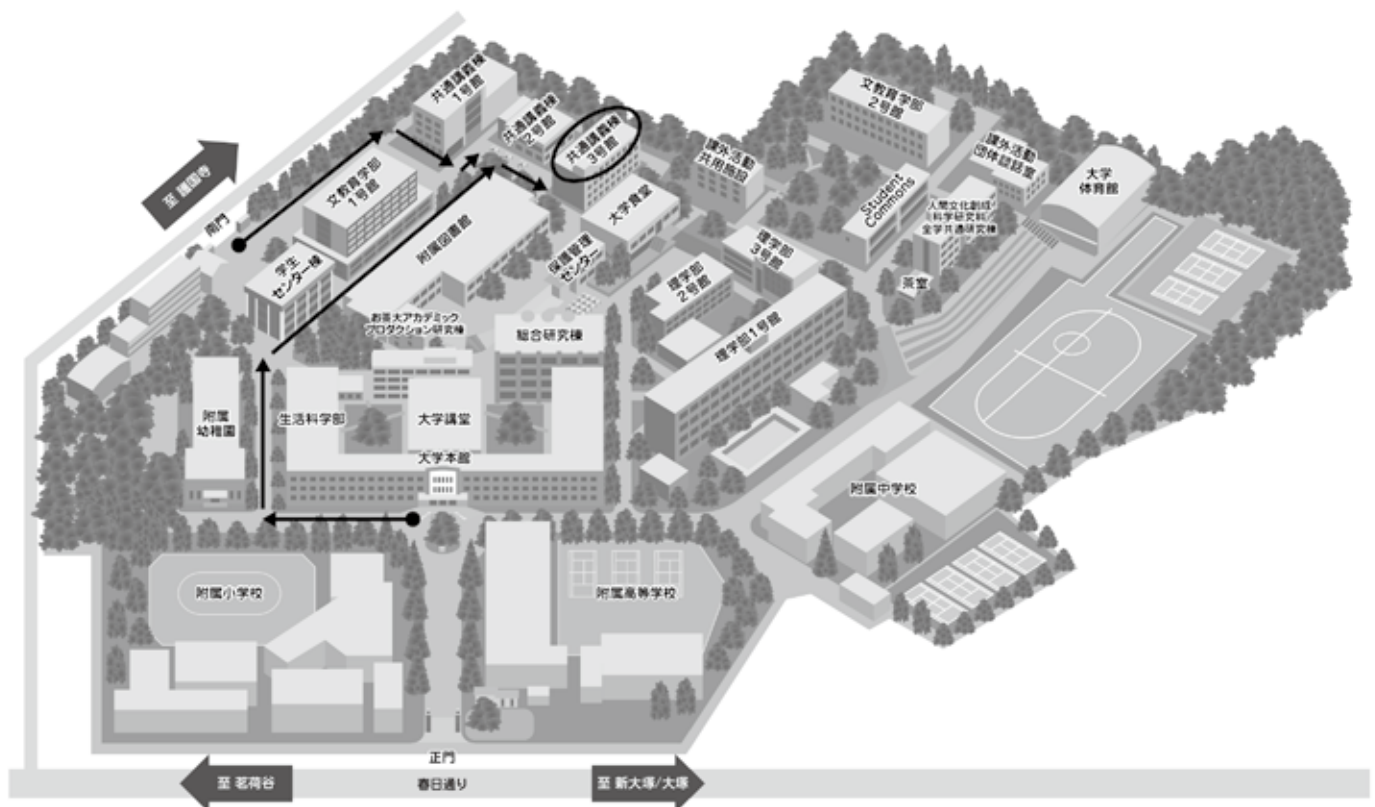 共通講義棟
1号館
共通講義棟
2号館
共通講義棟
3号館
文教育学部
2号館
課外活動
共用施設
課外活動
団体談話室
大学
体育館
至 護国寺
南門
文教育学部
1号館
附属図書館
大学食堂
Student
Commons
人間文化創成
科学研究科
全学共通研究棟
学生
センター棟
保健管理
センター
理学部
3号館
理学部
2号館
茶室
お茶大アカデミック
プロダクション研究棟
総合研究棟
理学部1号館
附属
幼稚園
生活科学部
大学講堂
大学本館
附属中学校
附属小学校
附属高等学校
正門
至 茗荷谷
春日通り
至 新大塚/大塚